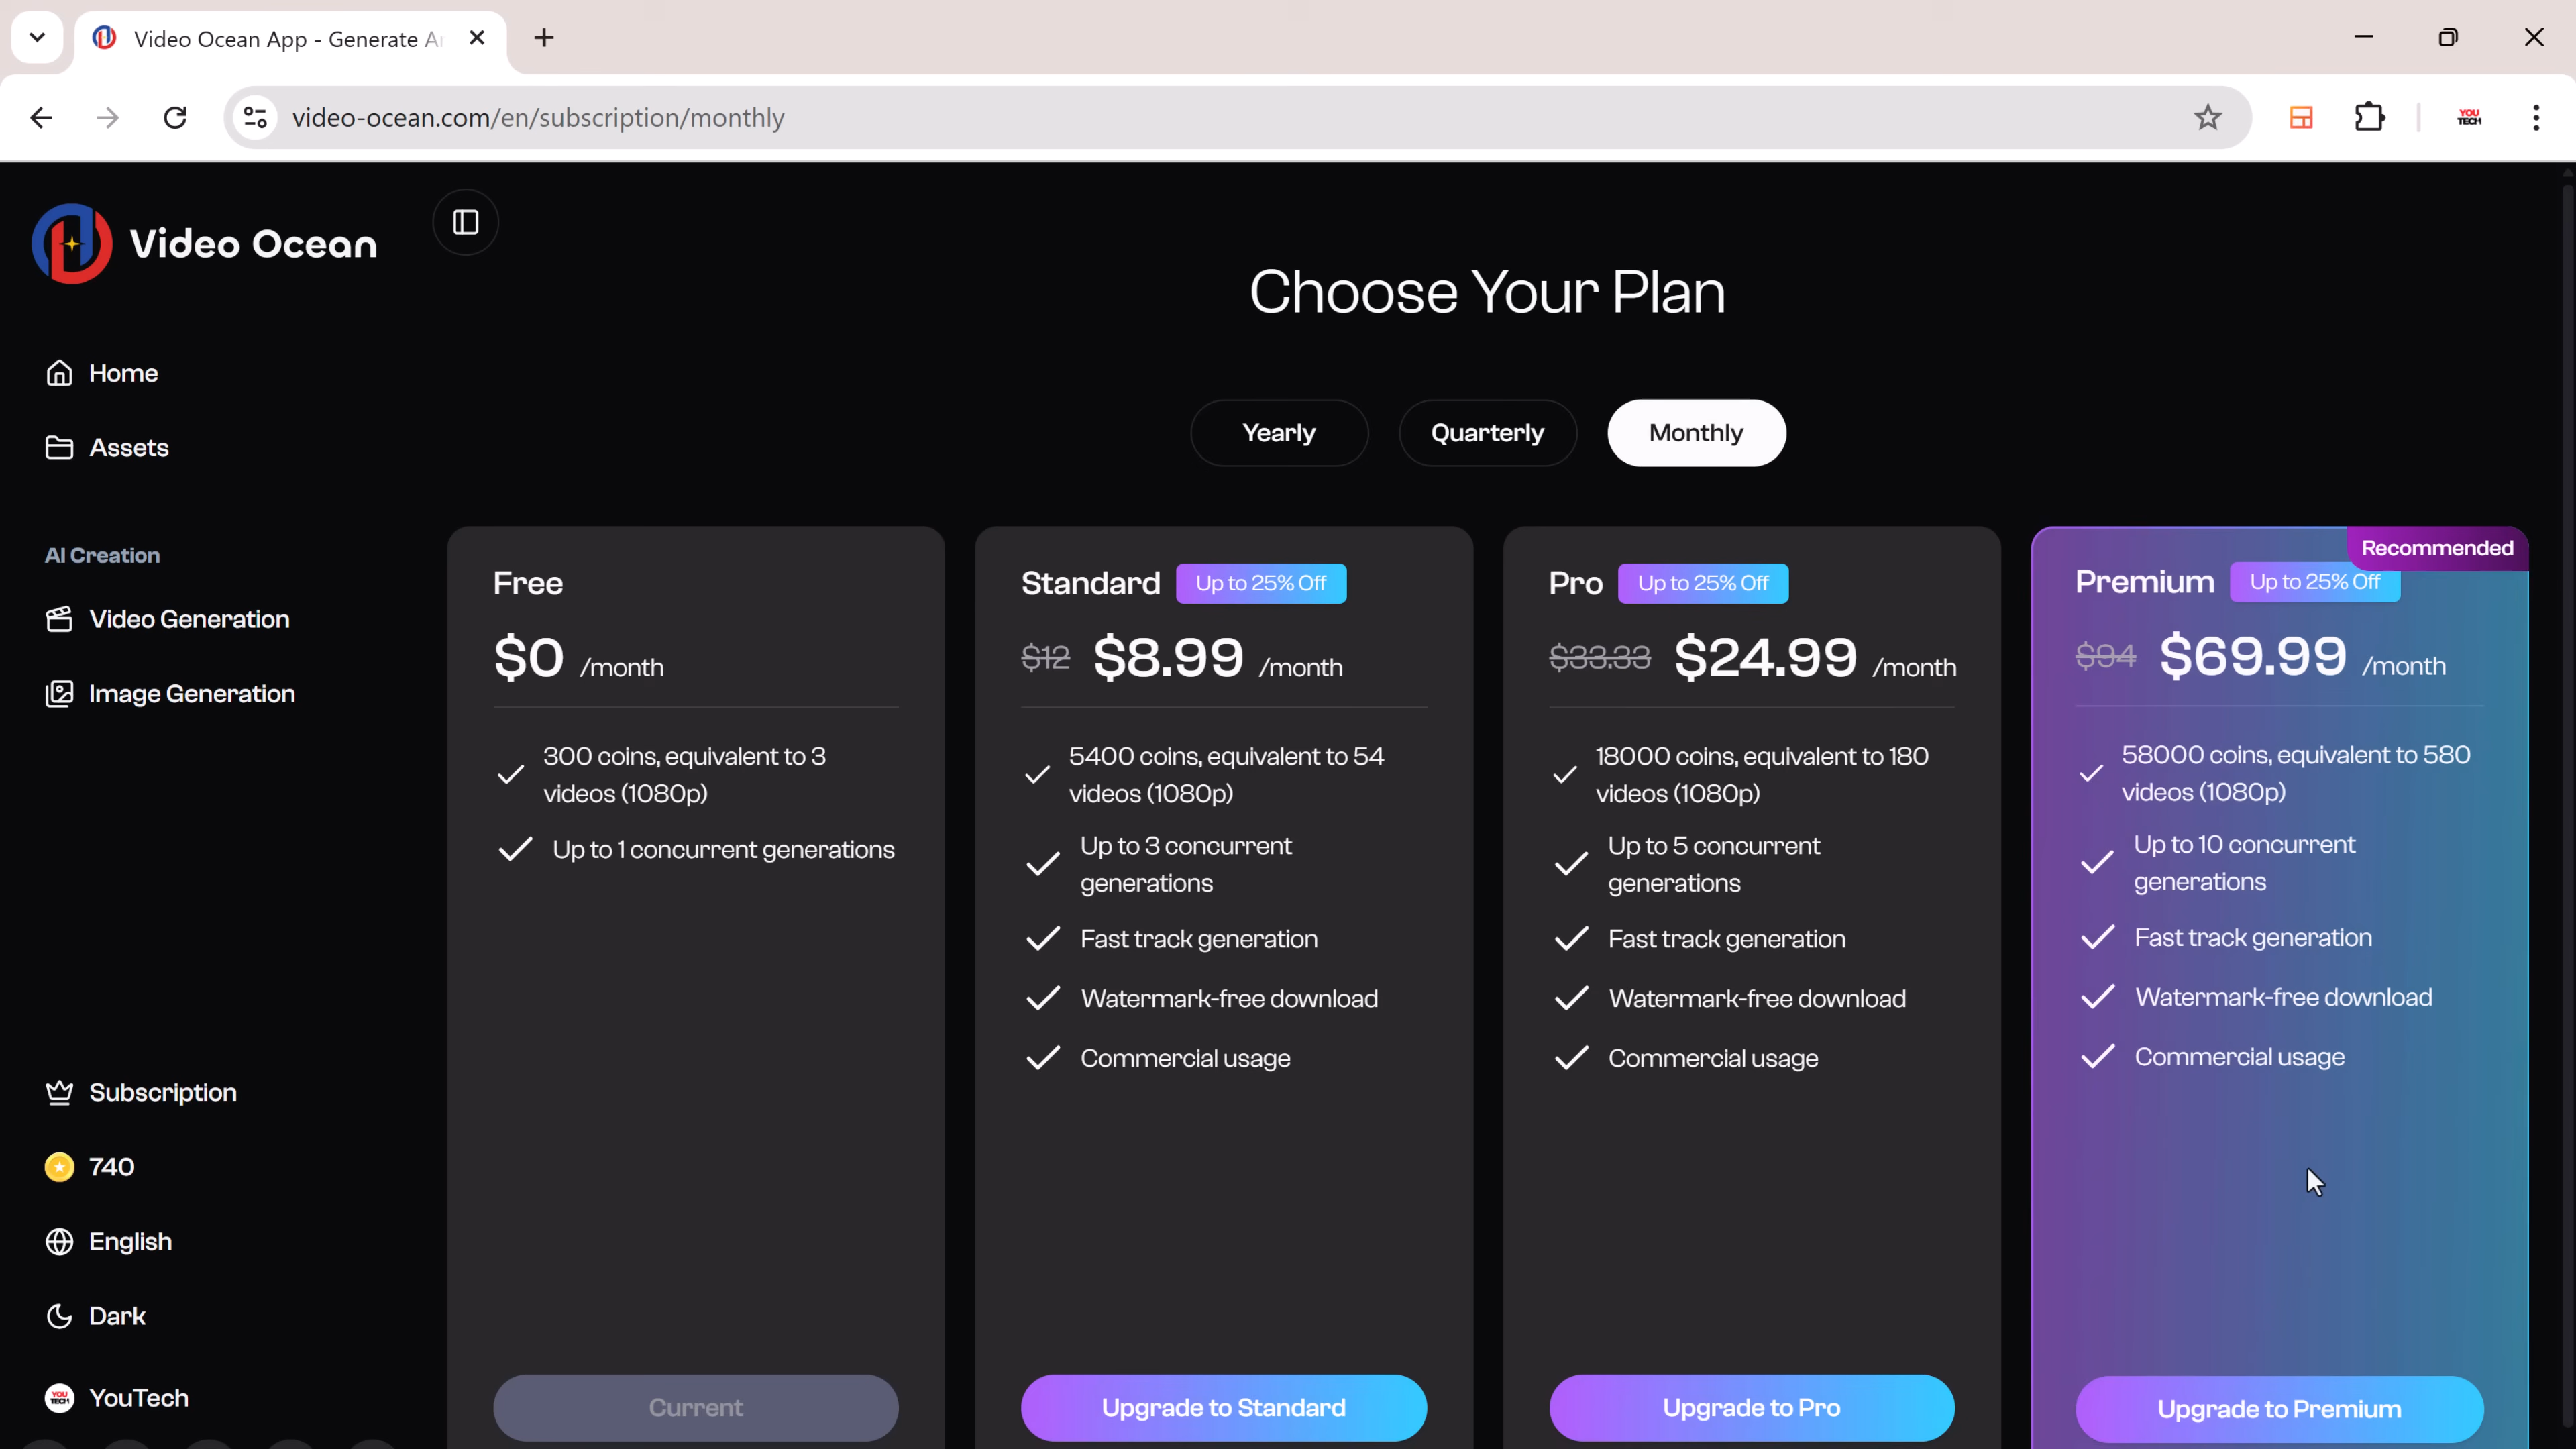 Video Ocean App - Generate A
video-ocean.com/en/subscription/monthly
YOU
TECH
Video Ocean
Home
Assets
AI Creation
Video Generation
Image Generation
Subscription
740
English
Dark
YOU
TECH
YouTech
Choose Your Plan
Yearly
Quarterly
Monthly
Free
$0 /month
300 coins, equivalent to 3
videos (1080p)
Up to 1 concurrent generations
Current
Standard
Up to 25% Off
$12 $8.99 /month
5400 coins, equivalent to 54
videos (1080p)
Up to 3 concurrent
generations
Fast track generation
Watermark-free download
Commercial usage
Upgrade to Standard
Pro
Up to 25% Off
$33.33 $24.99 /month
18000 coins, equivalent to 180
videos (1080p)
Up to 5 concurrent
generations
Fast track generation
Watermark-free download
Commercial usage
Upgrade to Pro
Recommended
Premium
Up to 25% Off
$94 $69.99 /month
58000 coins, equivalent to 580
videos (1080p)
Up to 10 concurrent
generations
Fast track generation
Watermark-free download
Commercial usage
Upgrade to Premium